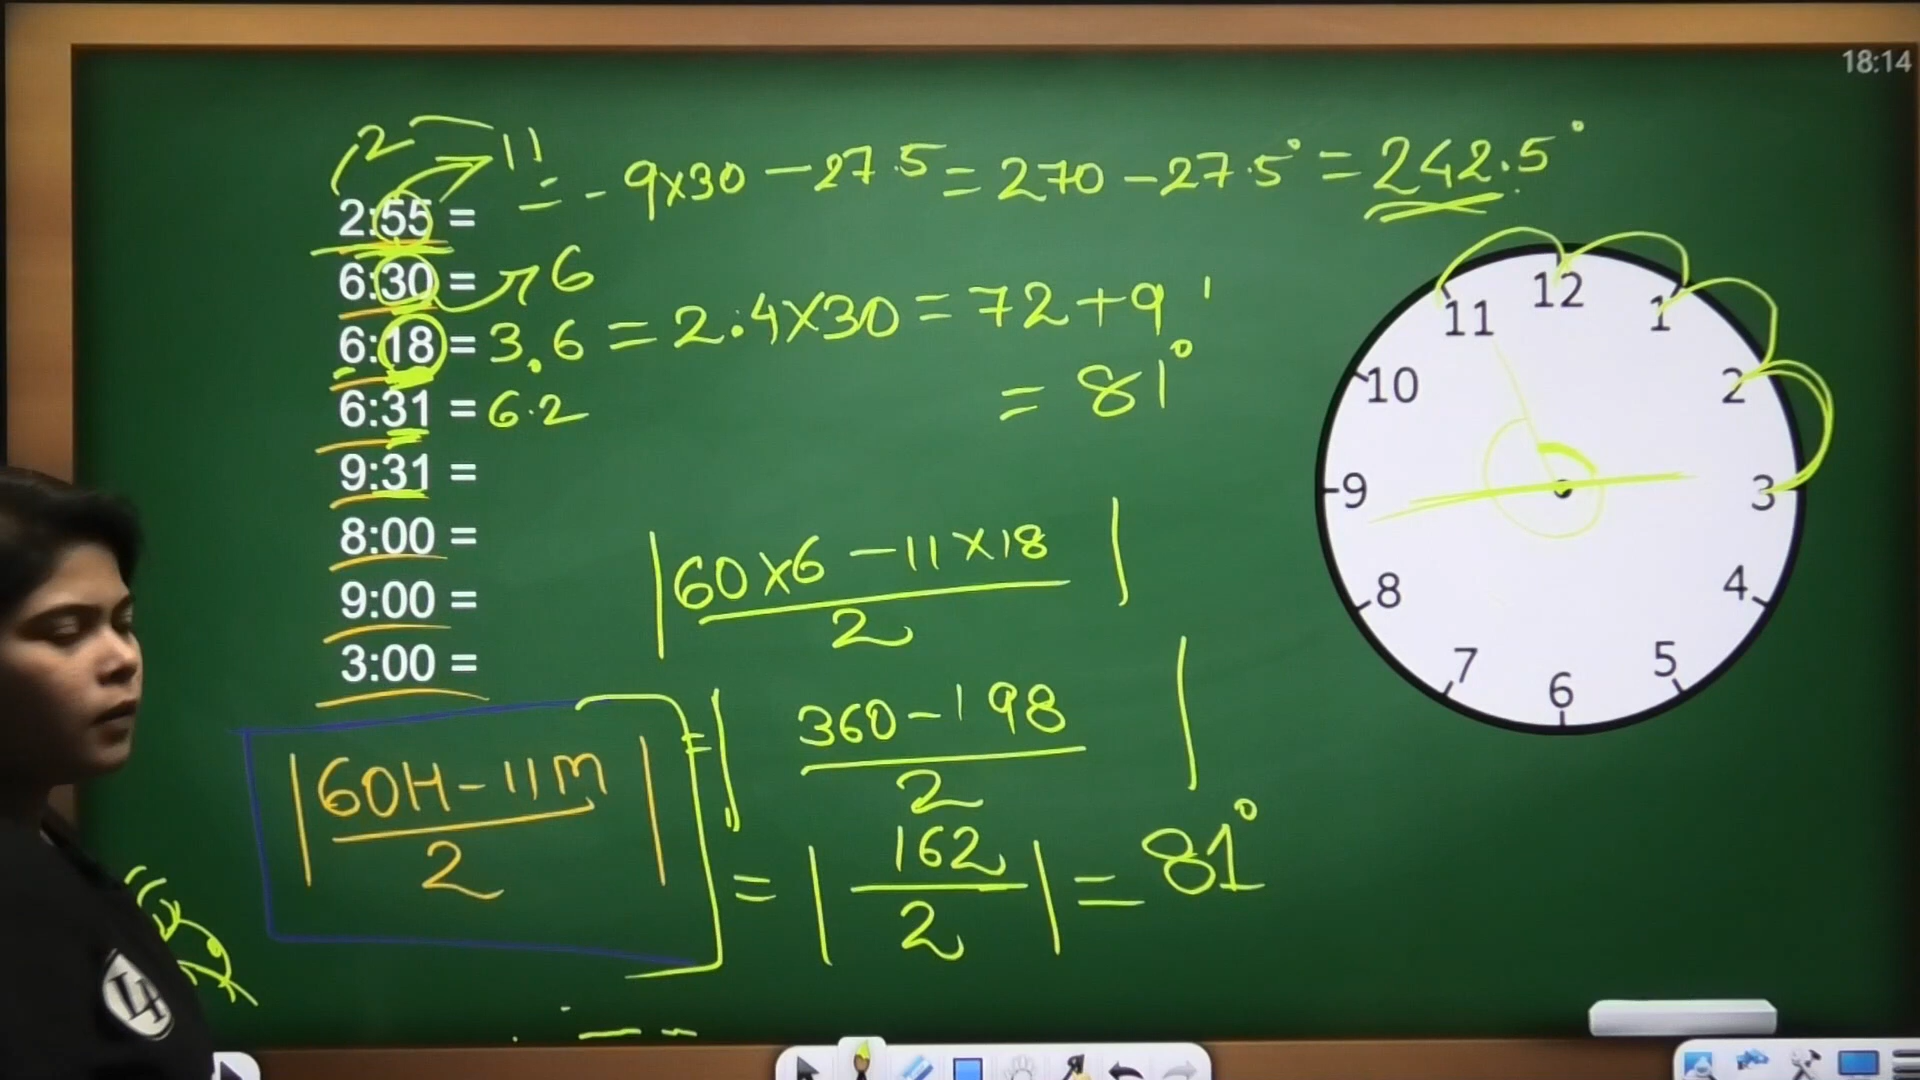 18:14
2 11
2:55 = = - 9x30 - 27.5 = 270 - 27.5° = 242.5°
6:30 = 6
6:18 = 3.6 = 2.4x30 = 72+9
= 81°
6:31 = 6.2
9:31 =
8:00 =
9:00 =
3:00 =
|60x6 - 11x18 / 2|
= |360 - 198 / 2|
|60H - 11M / 2|
= |162 / 2| = 81°
12
1
2
3
4
5
6
7
8
9
10
11